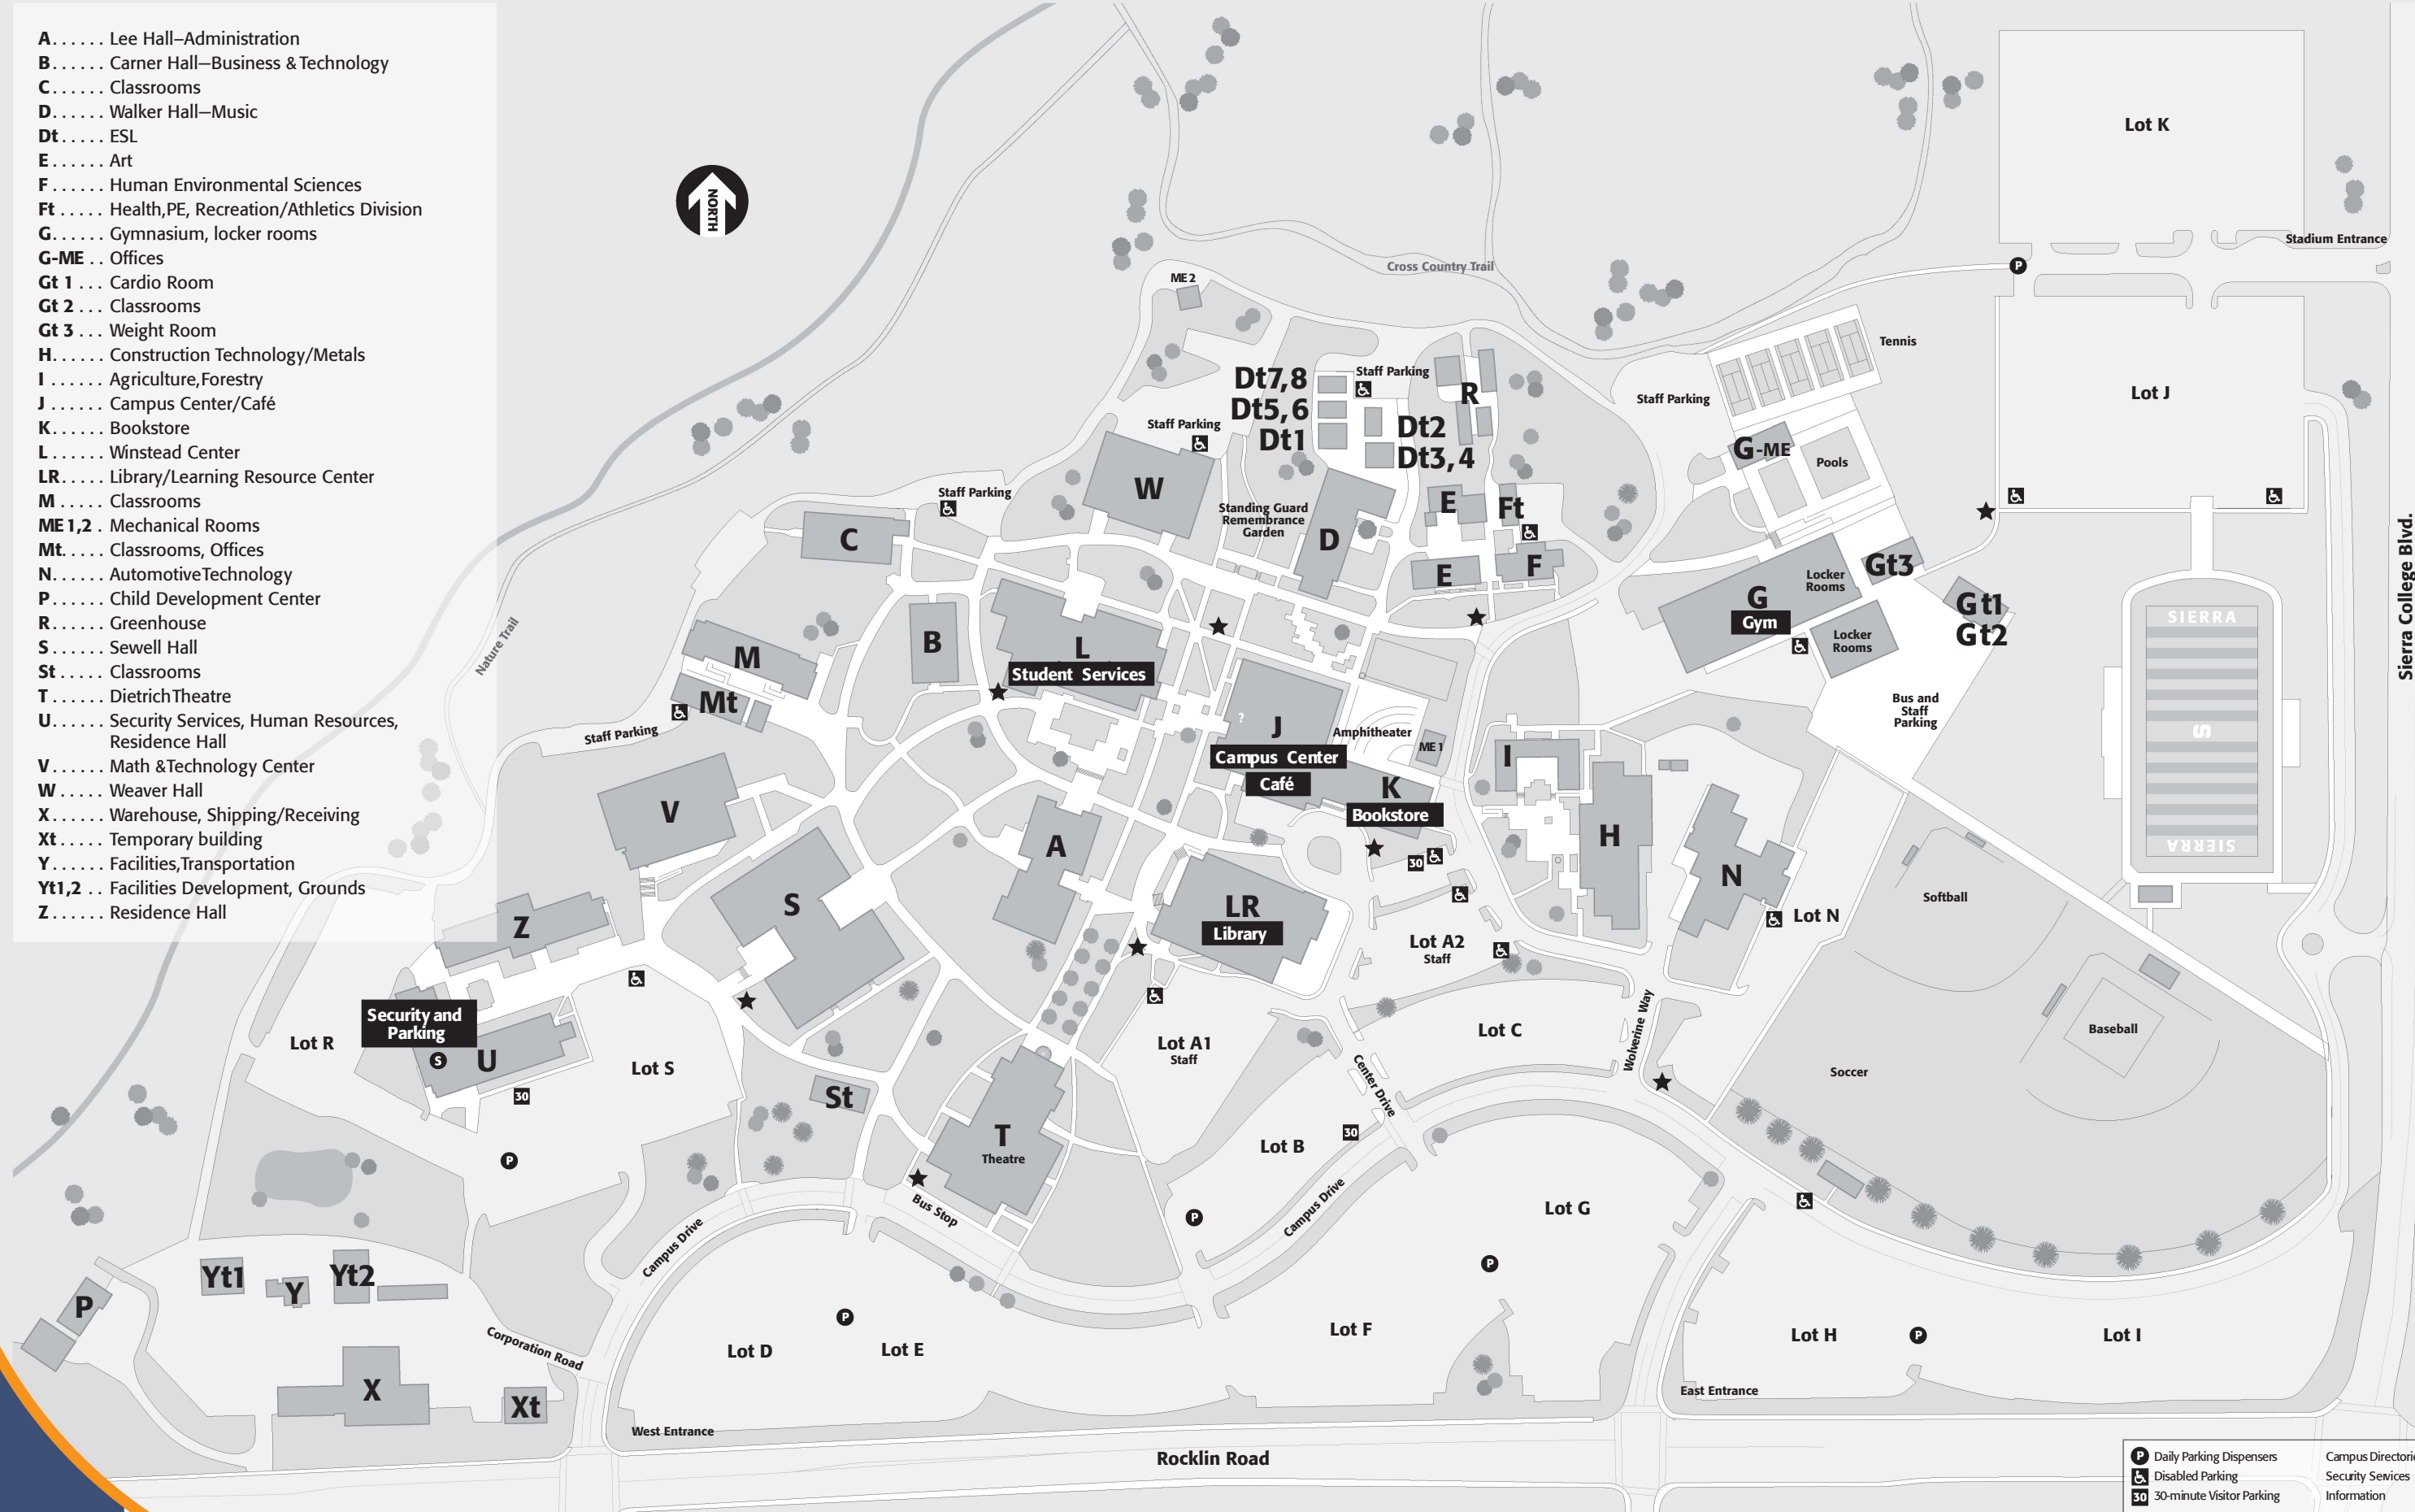 A...... Lee Hall–Administration
B...... Carner Hall–Business & Technology
C...... Classrooms
D...... Walker Hall–Music
Dt..... ESL
E...... Art
F...... Human Environmental Sciences
Ft..... Health,PE, Recreation/Athletics Division
G...... Gymnasium, locker rooms
G-ME .. Offices
Gt 1 ... Cardio Room
Gt 2 ... Classrooms
Gt 3 ... Weight Room
H...... Construction Technology/Metals
I ...... Agriculture,Forestry
J ...... Campus Center/Café
K...... Bookstore
L ...... Winstead Center
LR..... Library/Learning Resource Center
M ..... Classrooms
ME 1,2 . Mechanical Rooms
Mt..... Classrooms, Offices
N...... Automotive Technology
P...... Child Development Center
R...... Greenhouse
S ...... Sewell Hall
St ..... Classrooms
T ...... Dietrich Theatre
U...... Security Services, Human Resources,
Residence Hall
V...... Math & Technology Center
W ..... Weaver Hall
X...... Warehouse, Shipping/Receiving
Xt ..... Temporary building
Y...... Facilities,Transportation
Yt1,2 .. Facilities Development, Grounds
Z...... Residence Hall
NORTH
Lot K
Stadium Entrance
P
Cross Country Trail
ME 2
Tennis
Lot J
Staff Parking
Staff Parking
Dt7,8
Dt5,6
Dt1
Dt2
Dt3,4
R
Staff Parking
G-ME
Pools
W
Staff Parking
Standing Guard
Remembrance
Garden
D
E
Ft
E
F
C
Sierra College Blvd.
G
Gym
Locker
Rooms
Gt3
Locker
Rooms
Gt1
Gt2
SIERRA
S
SIERRA
Bus and
Staff
Parking
Nature Trail
M
Mt
B
L
Student Services
Staff Parking
?
J
Campus Center
Café
Amphitheater
ME 1
K
Bookstore
30
I
H
N
Lot N
Softball
V
A
S
LR
Library
Lot A2
Staff
Z
Security and
Parking
S
U
30
Lot R
Lot S
St
T
Theatre
Bus Stop
Lot A1
Staff
Lot C
Center Drive
Wolverine Way
Baseball
Soccer
P
Lot B
30
P
Campus Drive
Campus Drive
Lot G
P
Yt1
Y
Yt2
P
Corporation Road
X
Xt
P
Lot D
Lot E
Lot F
Lot H
P
Lot I
East Entrance
West Entrance
Rocklin Road
P Daily Parking Dispensers
Disabled Parking
30 30-minute Visitor Parking
Campus Directorie
Security Services
Information